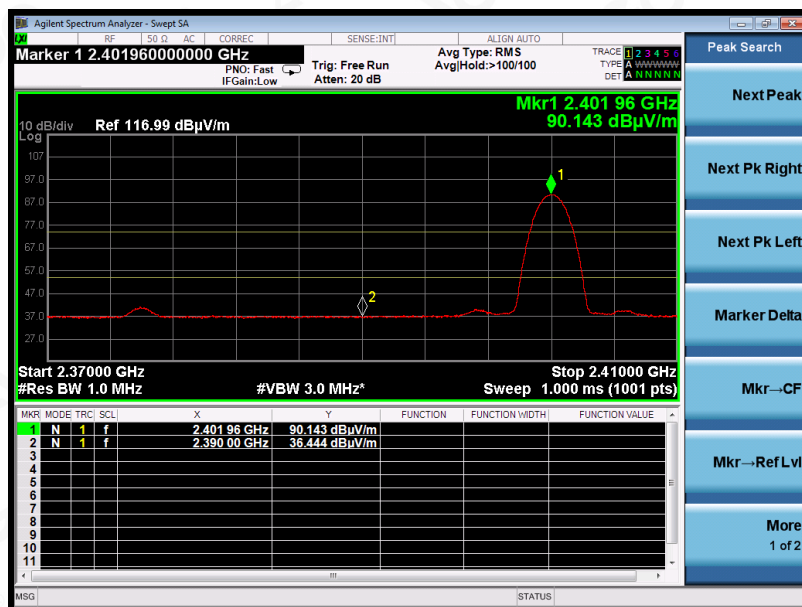 Agilent Spectrum Analyzer - Swept SA
RF 50 Ω AC CORREC SENSE:INT ALIGN AUTO
Marker 1 2.401960000000 GHz
PNO: Fast
IFGain:Low
Trig: Free Run
Atten: 20 dB
Avg Type: RMS
Avg|Hold:>100/100
TRACE 1 2 3 4 5 6
TYPE A WWWWW
DET A N N N N N
Mkr1 2.401 96 GHz
90.143 dBµV/m
10 dB/div Ref 116.99 dBµV/m
Log
107
97.0
87.0
77.0
67.0
57.0
47.0
37.0
27.0
1
2
Start 2.37000 GHz Stop 2.41000 GHz
#Res BW 1.0 MHz #VBW 3.0 MHz* Sweep 1.000 ms (1001 pts)
MKR MODE TRC SCL X Y FUNCTION FUNCTION WIDTH FUNCTION VALUE
1 N 1 f 2.401 96 GHz 90.143 dBµV/m
2 N 1 f 2.390 00 GHz 36.444 dBµV/m
3
4
5
6
7
8
9
10
11
MSG STATUS
Peak Search
Next Peak
Next Pk Right
Next Pk Left
Marker Delta
Mkr→CF
Mkr→Ref Lvl
More
1 of 2